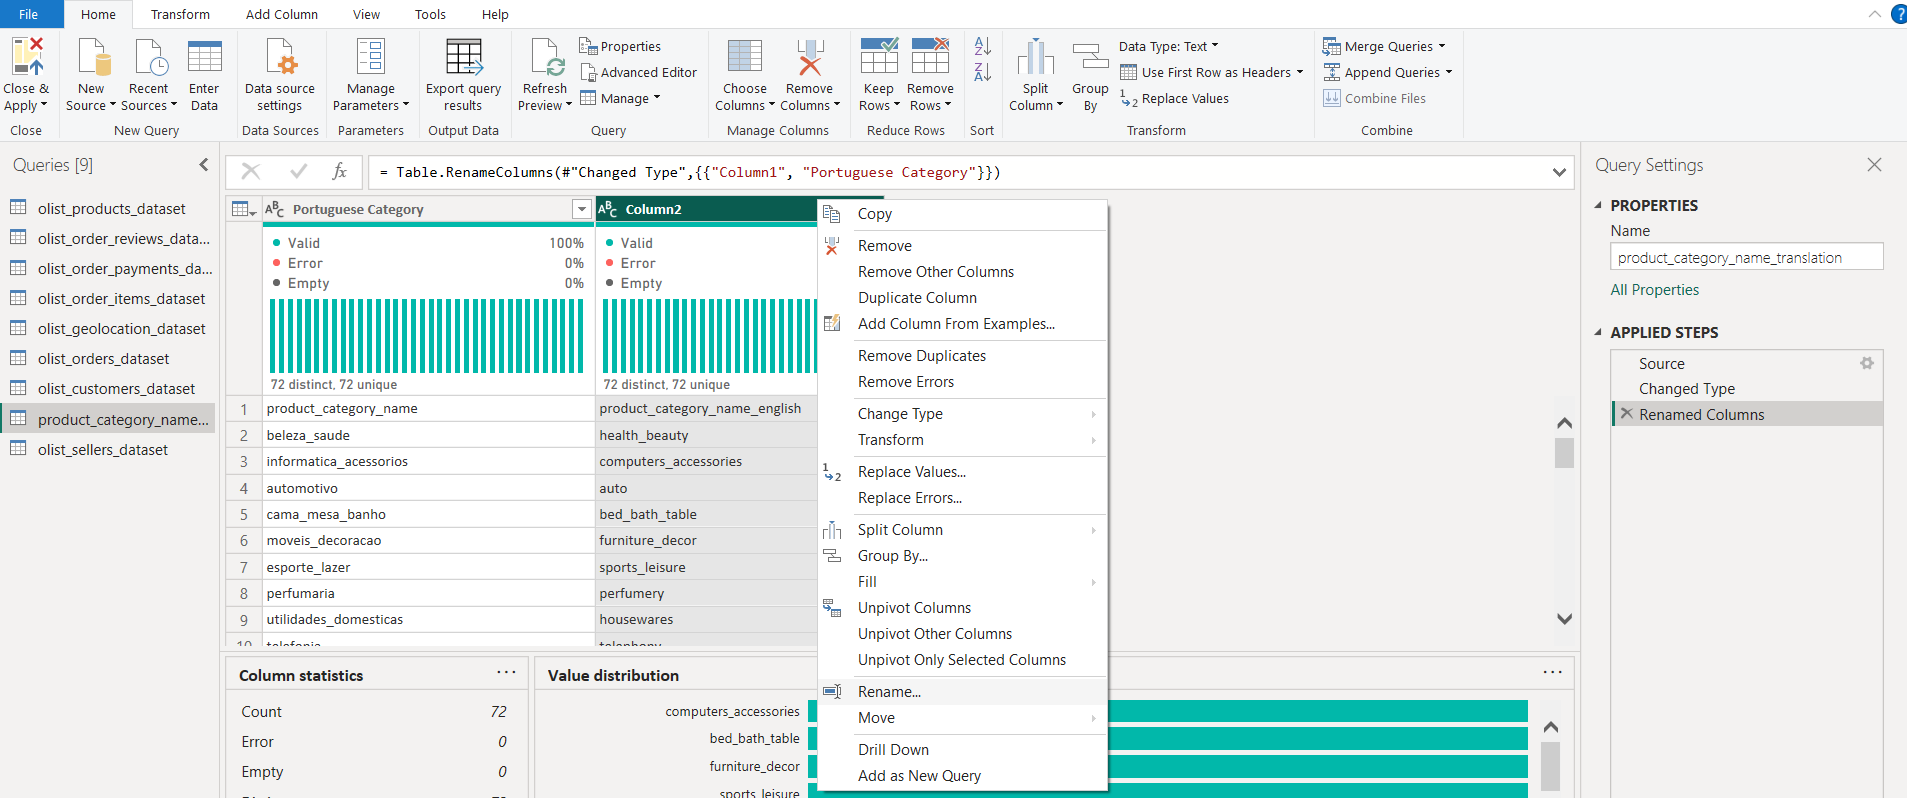 File Home Transform Add Column View Tools Help
Close & Apply
New Source
Recent Sources
Enter Data
Data source settings
Manage Parameters
Export query results
Refresh Preview
Properties
Advanced Editor
Manage
Choose Columns
Remove Columns
Keep Rows
Remove Rows
Split Column
Group By
Data Type: Text
Use First Row as Headers
Replace Values
Merge Queries
Append Queries
Combine Files
Close New Query Data Sources Parameters Output Data Query Manage Columns Reduce Rows Sort Transform Combine
Queries [9]
olist_products_dataset
olist_order_reviews_data...
olist_order_payments_da...
olist_order_items_dataset
olist_geolocation_dataset
olist_orders_dataset
olist_customers_dataset
product_category_name...
olist_sellers_dataset
fx
= Table.RenameColumns(#"Changed Type",{{"Column1", "Portuguese Category"}})
ABC Portuguese Category
ABC Column2
Valid 100%
Error 0%
Empty 0%
72 distinct, 72 unique
Valid
Error
Empty
72 distinct, 72 unique
1 product_category_name product_category_name_english
2 beleza_saude health_beauty
3 informatica_acessorios computers_accessories
4 automotivo auto
5 cama_mesa_banho bed_bath_table
6 moveis_decoracao furniture_decor
7 esporte_lazer sports_leisure
8 perfumaria perfumery
9 utilidades_domesticas housewares
10 telefonia telephony
Copy
Remove
Remove Other Columns
Duplicate Column
Add Column From Examples...
Remove Duplicates
Remove Errors
Change Type
Transform
Replace Values...
Replace Errors...
Split Column
Group By...
Fill
Unpivot Columns
Unpivot Other Columns
Unpivot Only Selected Columns
Rename...
Move
Drill Down
Add as New Query
Column statistics
Count 72
Error 0
Empty 0
Value distribution
computers_accessories
bed_bath_table
furniture_decor
sports_leisure
Query Settings
PROPERTIES
Name
product_category_name_translation
All Properties
APPLIED STEPS
Source
Changed Type
Renamed Columns